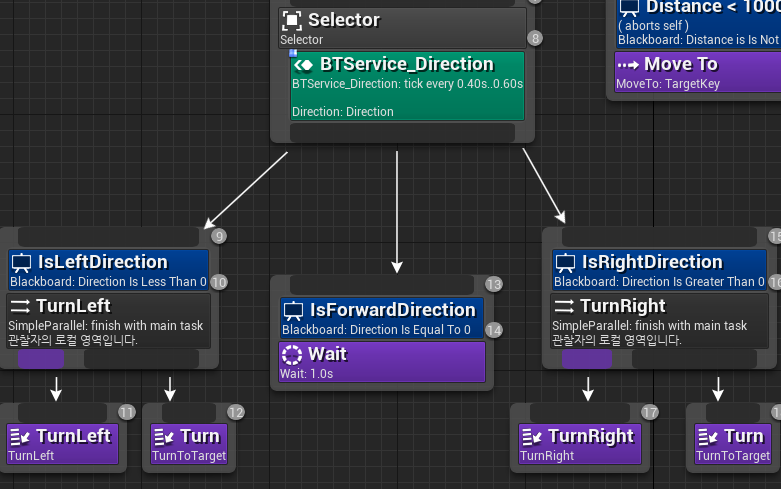 Selector
Selector
8
BTService_Direction
BTService_Direction: tick every 0.40s..0.60s
Direction: Direction
Distance < 1000
( aborts self )
Blackboard: Distance is Is Not
Move To
MoveTo: TargetKey
9
IsLeftDirection
Blackboard: Direction Is Less Than 0
10
TurnLeft
SimpleParallel: finish with main task
관찰자의 로컬 영역입니다.
13
IsForwardDirection
Blackboard: Direction Is Equal To 0
14
Wait
Wait: 1.0s
15
IsRightDirection
Blackboard: Direction Is Greater Than 0
16
TurnRight
SimpleParallel: finish with main task
관찰자의 로컬 영역입니다.
11
TurnLeft
TurnLeft
12
Turn
TurnToTarget
17
TurnRight
TurnRight
Turn
TurnToTarget